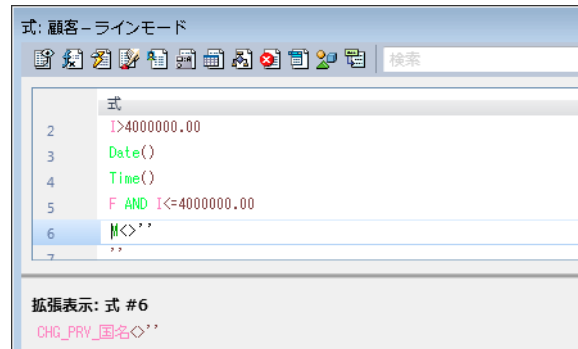 式: 顧客 – ラインモード
検索
式
2 I>4000000.00
3 Date()
4 Time()
5 F AND I<=4000000.00
6 M<>''
7 ''
拡張表示: 式 #6
CHG_PRV_国名<>''